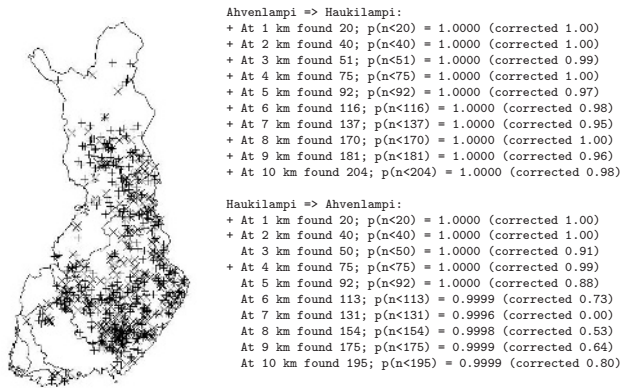 Ahvenlampi => Haukilampi:
+ At 1 km found 20; p(n<20) = 1.0000 (corrected 1.00)
+ At 2 km found 40; p(n<40) = 1.0000 (corrected 1.00)
+ At 3 km found 51; p(n<51) = 1.0000 (corrected 0.99)
+ At 4 km found 75; p(n<75) = 1.0000 (corrected 1.00)
+ At 5 km found 92; p(n<92) = 1.0000 (corrected 0.97)
+ At 6 km found 116; p(n<116) = 1.0000 (corrected 0.98)
+ At 7 km found 137; p(n<137) = 1.0000 (corrected 0.95)
+ At 8 km found 170; p(n<170) = 1.0000 (corrected 1.00)
+ At 9 km found 181; p(n<181) = 1.0000 (corrected 0.96)
+ At 10 km found 204; p(n<204) = 1.0000 (corrected 0.98)
Haukilampi => Ahvenlampi:
+ At 1 km found 20; p(n<20) = 1.0000 (corrected 1.00)
+ At 2 km found 40; p(n<40) = 1.0000 (corrected 1.00)
At 3 km found 50; p(n<50) = 1.0000 (corrected 0.91)
+ At 4 km found 75; p(n<75) = 1.0000 (corrected 0.99)
At 5 km found 92; p(n<92) = 1.0000 (corrected 0.88)
At 6 km found 113; p(n<113) = 0.9999 (corrected 0.73)
At 7 km found 131; p(n<131) = 0.9996 (corrected 0.00)
At 8 km found 154; p(n<154) = 0.9998 (corrected 0.53)
At 9 km found 175; p(n<175) = 0.9999 (corrected 0.64)
At 10 km found 195; p(n<195) = 0.9999 (corrected 0.80)